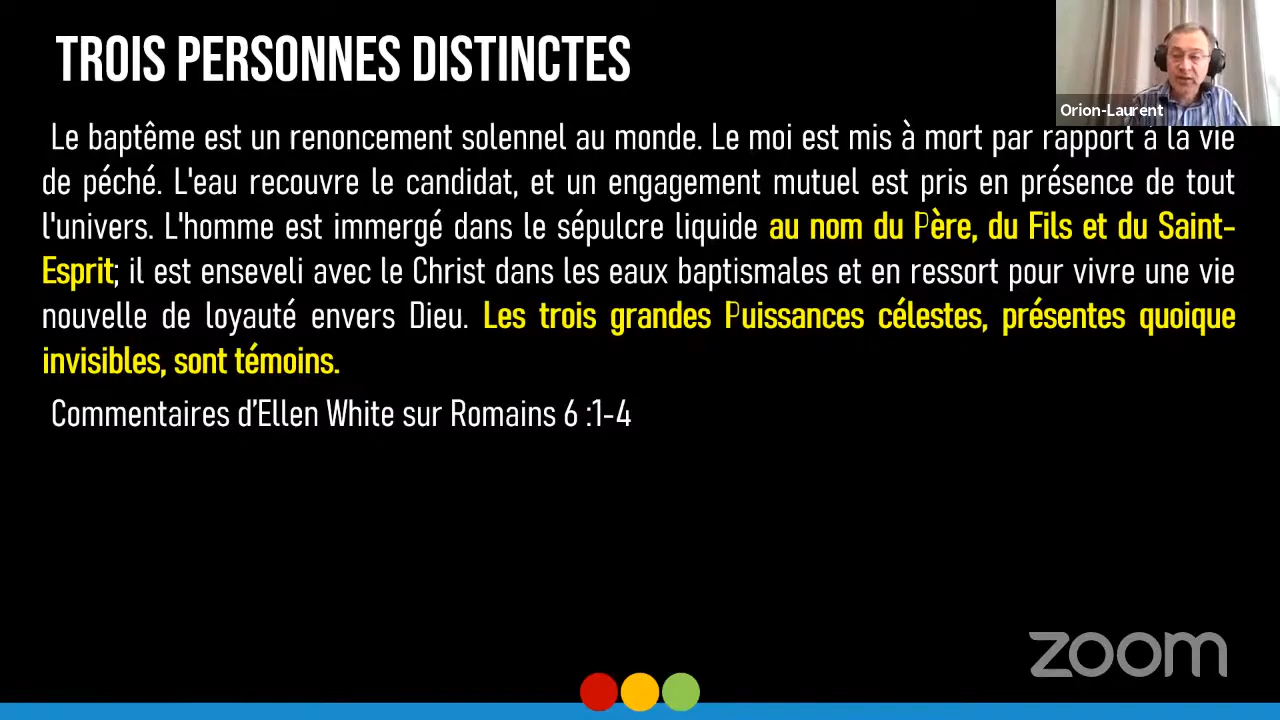 TROIS PERSONNES DISTINCTES
Orion-Laurent
Le baptême est un renoncement solennel au monde. Le moi est mis à mort par rapport à la vie
de péché. L'eau recouvre le candidat, et un engagement mutuel est pris en présence de tout
l'univers. L'homme est immergé dans le sépulcre liquide au nom du Père, du Fils et du Saint-
Esprit; il est enseveli avec le Christ dans les eaux baptismales et en ressort pour vivre une vie
nouvelle de loyauté envers Dieu. Les trois grandes Puissances célestes, présentes quoique
invisibles, sont témoins.
Commentaires d’Ellen White sur Romains 6 :1-4
zoom